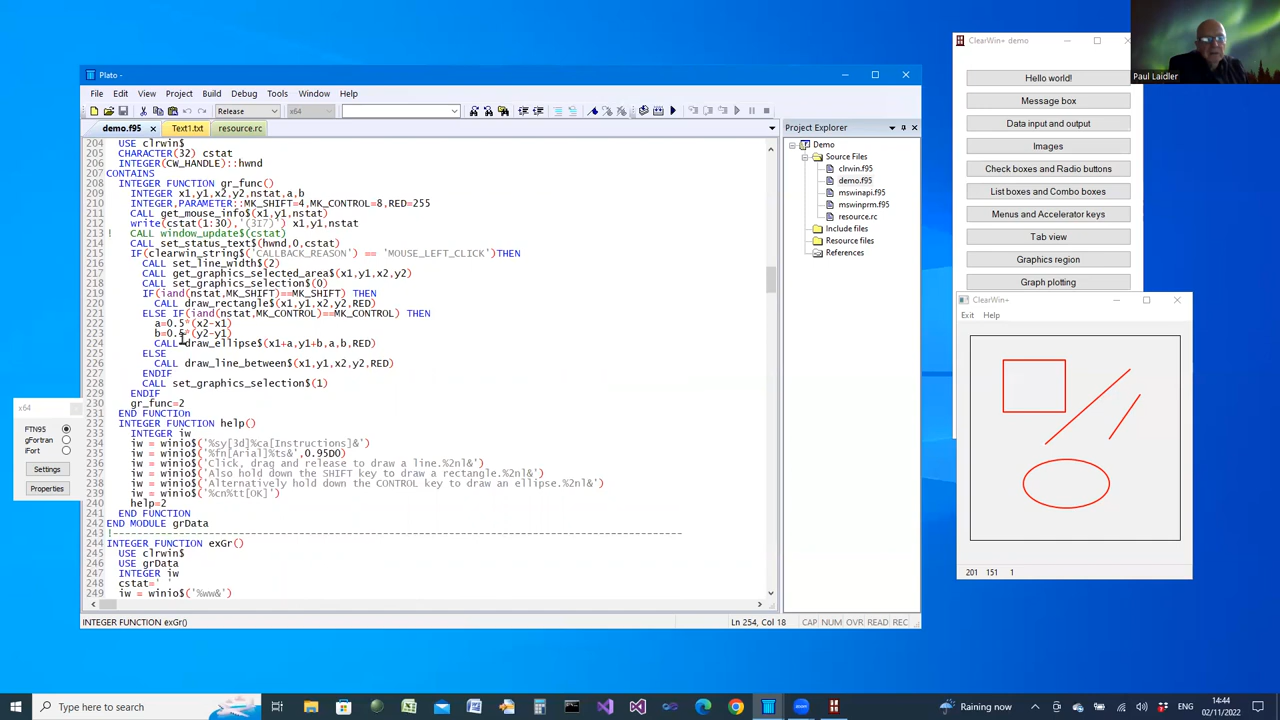 Plato -
File Edit View Project Build Debug Tools Window Help
Release x64
demo.f95 Text1.txt resource.rc
204 USE clrwin$
205 CHARACTER(32) cstat
206 INTEGER(CW_HANDLE)::hwnd
207 CONTAINS
208 INTEGER FUNCTION gr_func()
209 INTEGER x1,y1,x2,y2,nstat,a,b
210 INTEGER,PARAMETER::MK_SHIFT=4,MK_CONTROL=8,RED=255
211 CALL get_mouse_info$(x1,y1,nstat)
212 write(cstat(1:30),'(3i7)') x1,y1,nstat
213 ! CALL window_update$(cstat)
214 CALL set_status_text$(hwnd,0,cstat)
215 IF(clearwin_string$('CALLBACK_REASON') == 'MOUSE_LEFT_CLICK')THEN
216 CALL set_line_width$(2)
217 CALL get_graphics_selected_area$(x1,y1,x2,y2)
218 CALL set_graphics_selection$(0)
219 IF(iand(nstat,MK_SHIFT)==MK_SHIFT) THEN
220 CALL draw_rectangle$(x1,y1,x2,y2,RED)
221 ELSE IF(iand(nstat,MK_CONTROL)==MK_CONTROL) THEN
222 a=0.5*(x2-x1)
223 b=0.5*(y2-y1)
224 CALL draw_ellipse$(x1+a,y1+b,a,b,RED)
225 ELSE
226 CALL draw_line_between$(x1,y1,x2,y2,RED)
227 ENDIF
228 CALL set_graphics_selection$(1)
229 ENDIF
230 gr_func=2
231 END FUNCTIOn
232 INTEGER FUNCTION help()
233 INTEGER iw
234 iw = winio$('%sy[3d]%ca[Instructions]&')
235 iw = winio$('%fn[Arial]%ts&',0.95D0)
236 iw = winio$('Click, drag and release to draw a line.%2nl&')
237 iw = winio$('Also hold down the SHIFT key to draw a rectangle.%2nl&')
238 iw = winio$('Alternatively hold down the CONTROL key to draw an ellipse.%2nl&')
239 iw = winio$('%cn%tt[OK]')
240 help=2
241 END FUNCTION
242 END MODULE grData
243 !-----------------------------------------------------------------------------------------------
244 INTEGER FUNCTION exGr()
245 USE clrwin$
246 USE grData
247 INTEGER iw
248 cstat=' '
249 iw = winio$('%ww&')
INTEGER FUNCTION exGr() Ln 254, Col 18 CAP NUM OVR READ REC
Project Explorer
Demo
Source Files
clrwin.f95
demo.f95
mswinapi.f95
mswinprm.f95
resource.rc
Include files
Resource files
References
x64
FTN95
gFortran
iFort
Settings
Properties
ClearWin+ demo
Hello world!
Message box
Data input and output
Images
Check boxes and Radio buttons
List boxes and Combo boxes
Menus and Accelerator keys
Tab view
Graphics region
Graph plotting
Paul Laidler
ClearWin+
Exit Help
201 151 1
Type here to search
Raining now ENG
14:44
02/11/2022